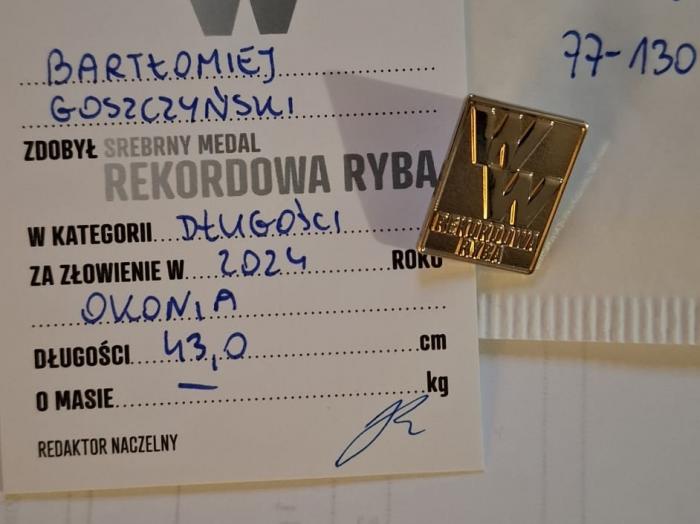 77-130
BARTŁOMIEJ
GOSZCZYŃSKI
ZDOBYŁ SREBRNY MEDAL
REKORDOWA RYBA
W KATEGORII DŁUGOŚCI
ZA ZŁOWIENIE W 2024 ROKU
OKONIA
DŁUGOŚCI 43,0 cm
O MASIE — kg
REDAKTOR NACZELNY
WW
REKORDOWA
RYBA